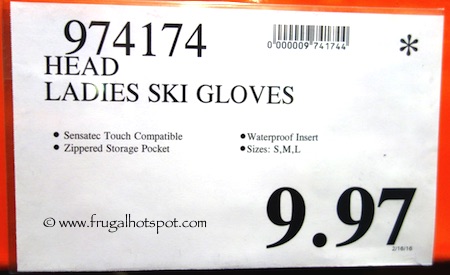 974174
0000009741744
*
HEAD
LADIES SKI GLOVES
• Sensatec Touch Compatible
• Zippered Storage Pocket
• Waterproof Insert
• Sizes: S,M,L
9.97
© www.frugalhotspot.com
2/18/16